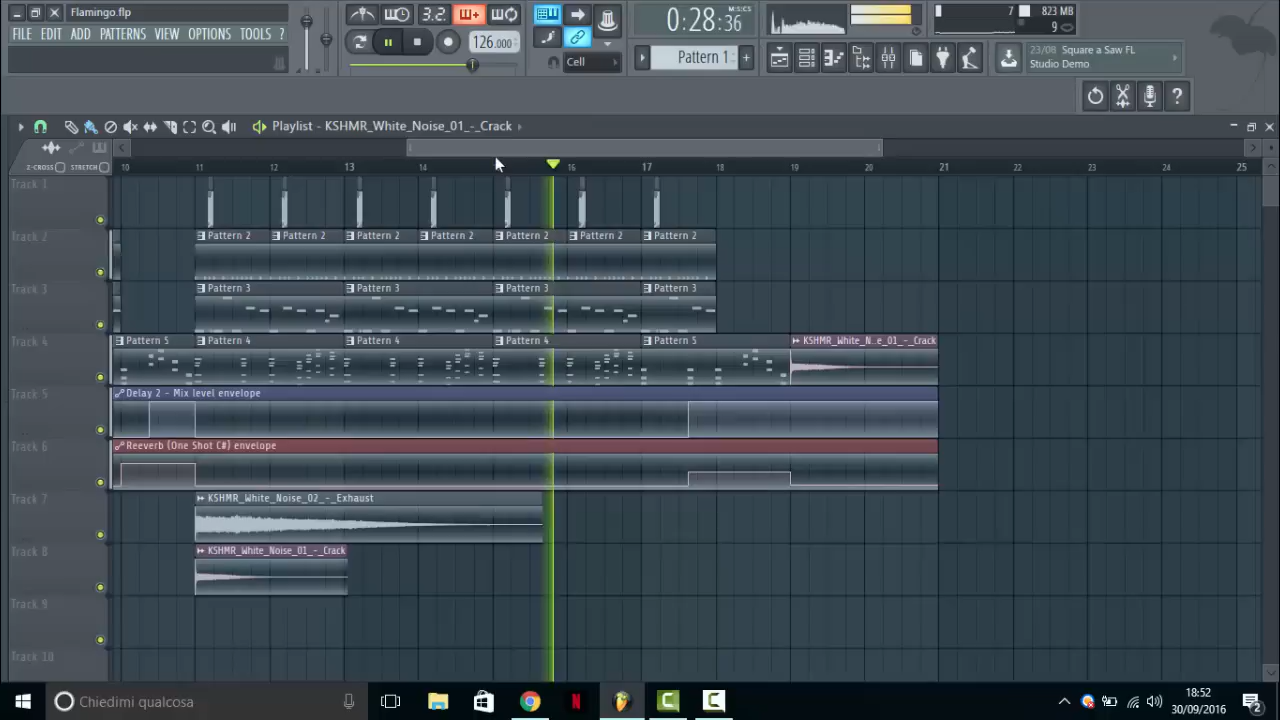 Flamingo.flp
FILE EDIT ADD PATTERNS VIEW OPTIONS TOOLS ?
3.2.
126.000
0:28:36 M:S:CS
7 823 MB
9
Cell
Pattern 1 +
23/08 Square a Saw FL
Studio Demo
Playlist - KSHMR_White_Noise_01_-_Crack
Z-CROSS STRETCH
10 11 12 13 14 15 16 17 18 19 20 21 22 23 24 25
Track 1
Track 2
Pattern 2 Pattern 2 Pattern 2 Pattern 2 Pattern 2 Pattern 2 Pattern 2
Track 3
Pattern 3 Pattern 3 Pattern 3 Pattern 3
Track 4
Pattern 5 Pattern 4 Pattern 4 Pattern 4 Pattern 5 KSHMR_White_N..e_01_-_Crack
Track 5
Delay 2 - Mix level envelope
Track 6
Reeverb (One Shot C#) envelope
Track 7
KSHMR_White_Noise_02_-_Exhaust
Track 8
KSHMR_White_Noise_01_-_Crack
Track 9
Track 10
Chiedimi qualcosa
18:52
30/09/2016
2